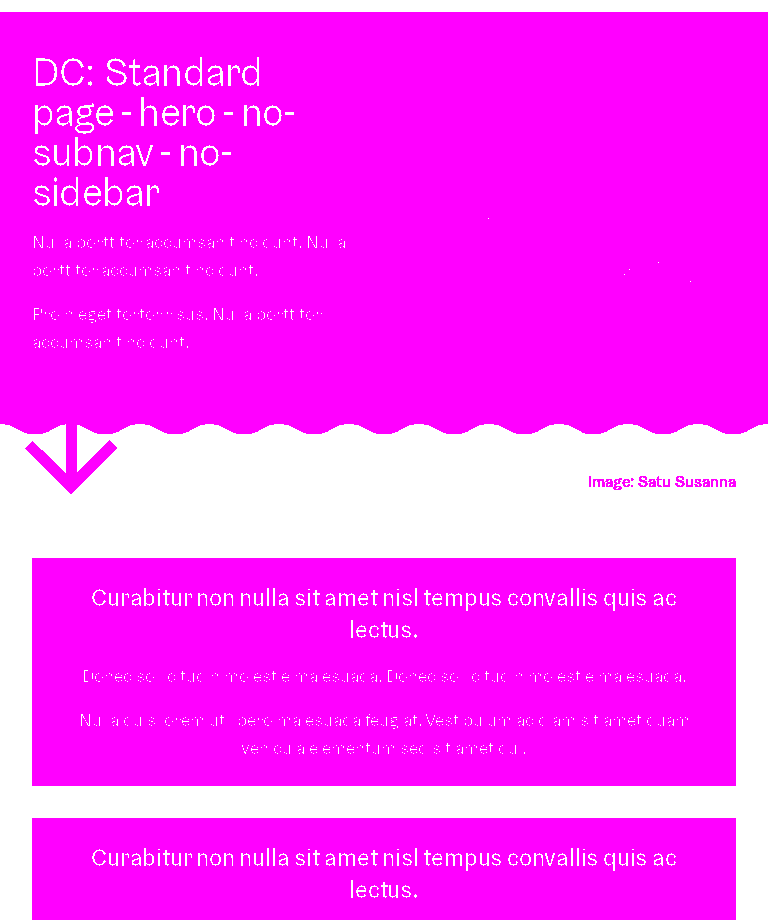 DC: Standard
page - hero - no-
subnav - no-
sidebar
Nulla porttitor accumsan tincidunt. Nulla
porttitor accumsan tincidunt.
Proin eget tortor risus. Nulla porttitor
accumsan tincidunt.
Image: Satu Susanna
Curabitur non nulla sit amet nisl tempus convallis quis ac
lectus.
Donec sollicitudin molestie malesuada. Donec sollicitudin molestie malesuada.
Nulla quis lorem ut libero malesuada feugiat. Vestibulum ac diam sit amet quam
vehicula elementum sed sit amet dui.
Curabitur non nulla sit amet nisl tempus convallis quis ac
lectus.